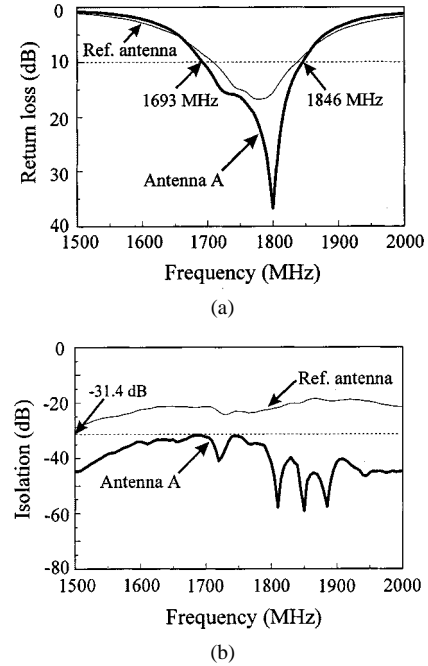 0
10
20
30
40
Return loss (dB)
Ref. antenna
1693 MHz
1846 MHz
Antenna A
1500 1600 1700 1800 1900 2000
Frequency (MHz)
(a)
0
-20
-40
-60
-80
Isolation (dB)
-31.4 dB
Ref. antenna
Antenna A
1500 1600 1700 1800 1900 2000
Frequency (MHz)
(b)